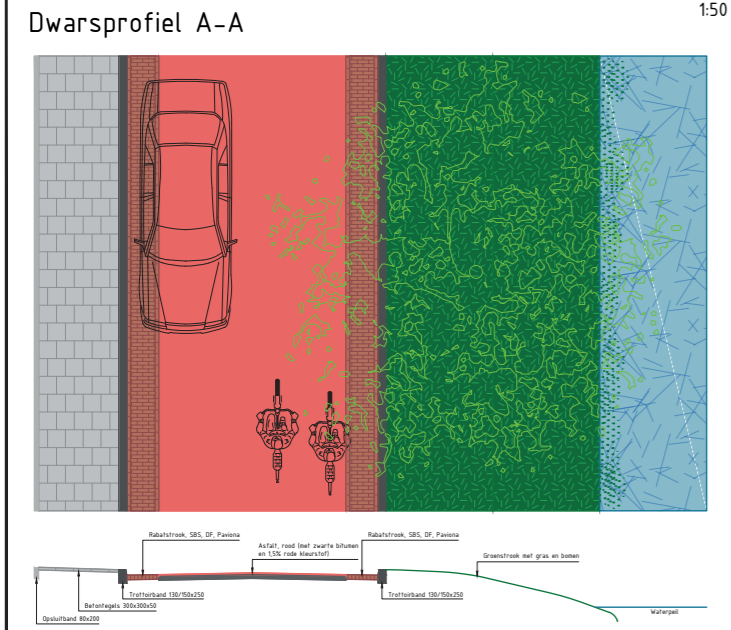 Dwarsprofiel A-A
1:50
Rabatstrook, SBS, DF, Paviona
Asfalt, rood (met zwarte bitumen
en 1,5% rode kleurstof)
Rabatstrook, SBS, DF, Paviona
Groenstrook met gras en bomen
Trottoirband 130/150x250
Trottoirband 130/150x250
Betontegels 300x300x50
Opsluitband 80x200
Waterpeil